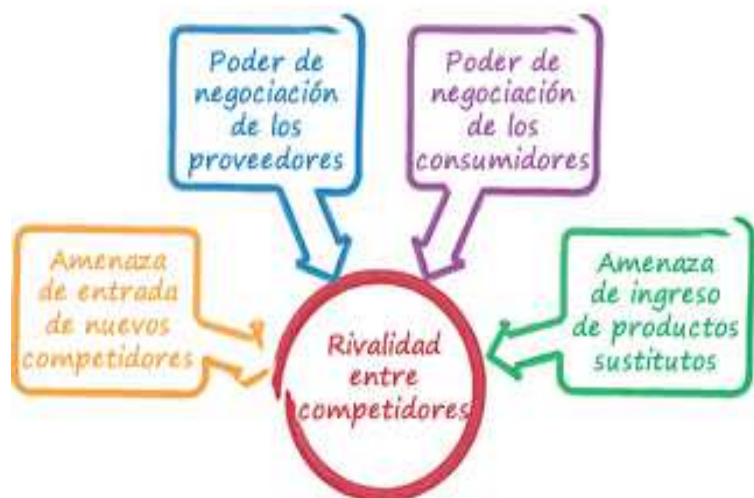 Poder de
negociación
de los
proveedores
Poder de
negociación
de los
consumidores
Amenaza
de entrada
de nuevos
competidores
Amenaza
de ingreso
de productos
sustitutos
Rivalidad
entre
competidores